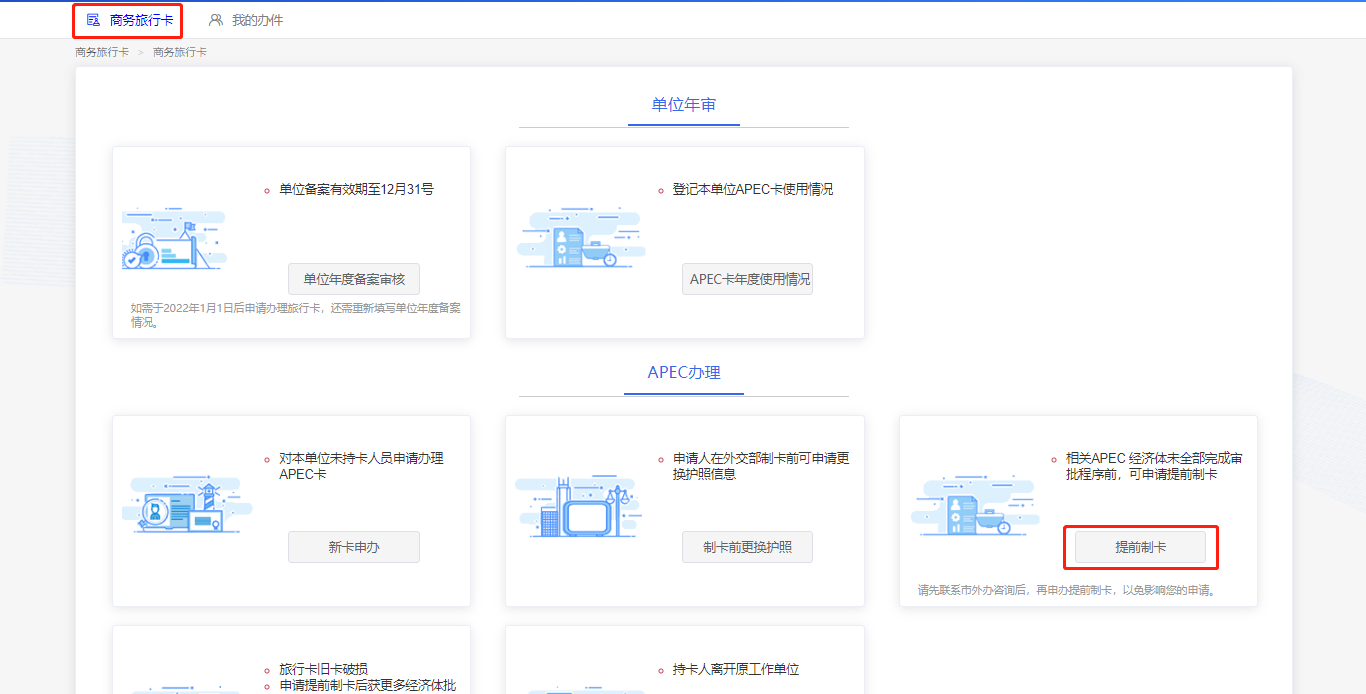 商务旅行卡 我的办件
商务旅行卡 > 商务旅行卡
单位年审
单位备案有效期至12月31号
单位年度备案审核
如需于2022年1月1日后申请办理旅行卡，还需重新填写单位年度备案
情况。
登记本单位APEC卡使用情况
APEC卡年度使用情况
APEC办理
对本单位未持卡人员申请办理
APEC卡
新卡申办
申请人在外交部制卡前可申请更
换护照信息
制卡前更换护照
相关APEC 经济体未全部完成审
批程序前，可申请提前制卡
提前制卡
请先联系市外办咨询后，再申办提前制卡，以免影响您的申请。
旅行卡旧卡破损
申请提前制卡后获更多经济体批
持卡人离开原工作单位